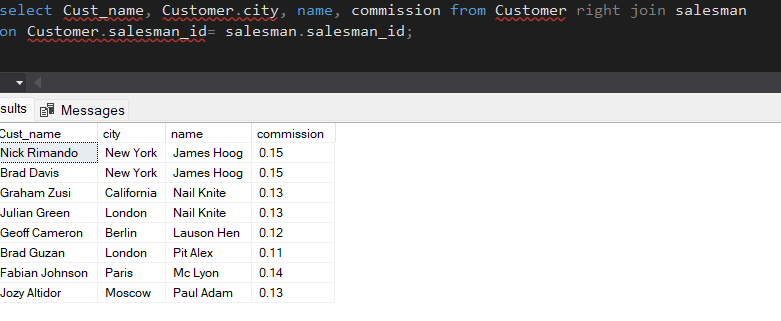 select Cust_name, Customer.city, name, commission from Customer right join salesman
on Customer.salesman_id= salesman.salesman_id;
sults Messages
Cust_name city name commission
Nick Rimando New York James Hoog 0.15
Brad Davis New York James Hoog 0.15
Graham Zusi California Nail Knite 0.13
Julian Green London Nail Knite 0.13
Geoff Cameron Berlin Lauson Hen 0.12
Brad Guzan London Pit Alex 0.11
Fabian Johnson Paris Mc Lyon 0.14
Jozy Altidor Moscow Paul Adam 0.13